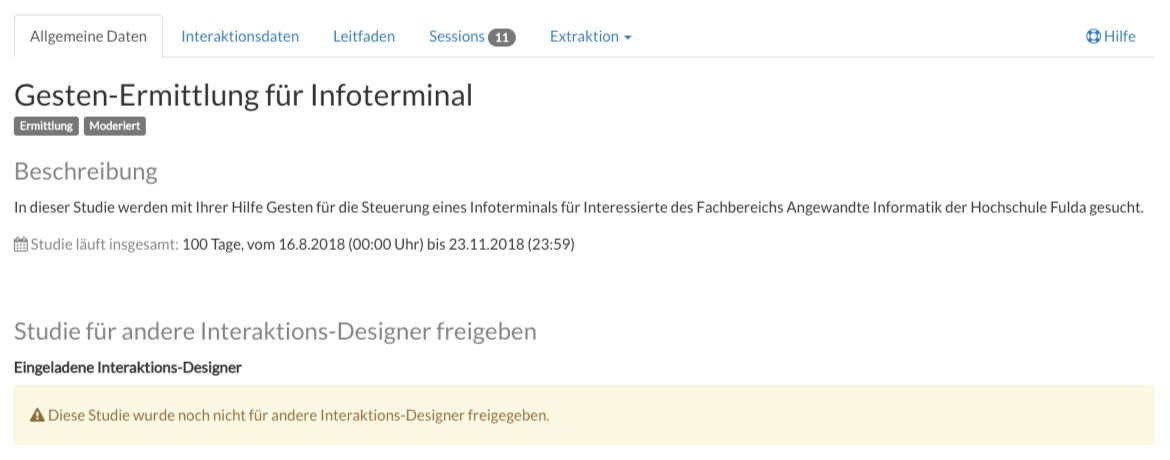 Allgemeine Daten Interaktionsdaten Leitfaden Sessions 11 Extraktion Hilfe
Gesten-Ermittlung für Infoterminal
Ermittlung Moderiert
Beschreibung
In dieser Studie werden mit Ihrer Hilfe Gesten für die Steuerung eines Infoterminals für Interessierte des Fachbereichs Angewandte Informatik der Hochschule Fulda gesucht.
Studie läuft insgesamt: 100 Tage, vom 16.8.2018 (00:00 Uhr) bis 23.11.2018 (23:59)
Studie für andere Interaktions-Designer freigeben
Eingeladene Interaktions-Designer
Diese Studie wurde noch nicht für andere Interaktions-Designer freigegeben.